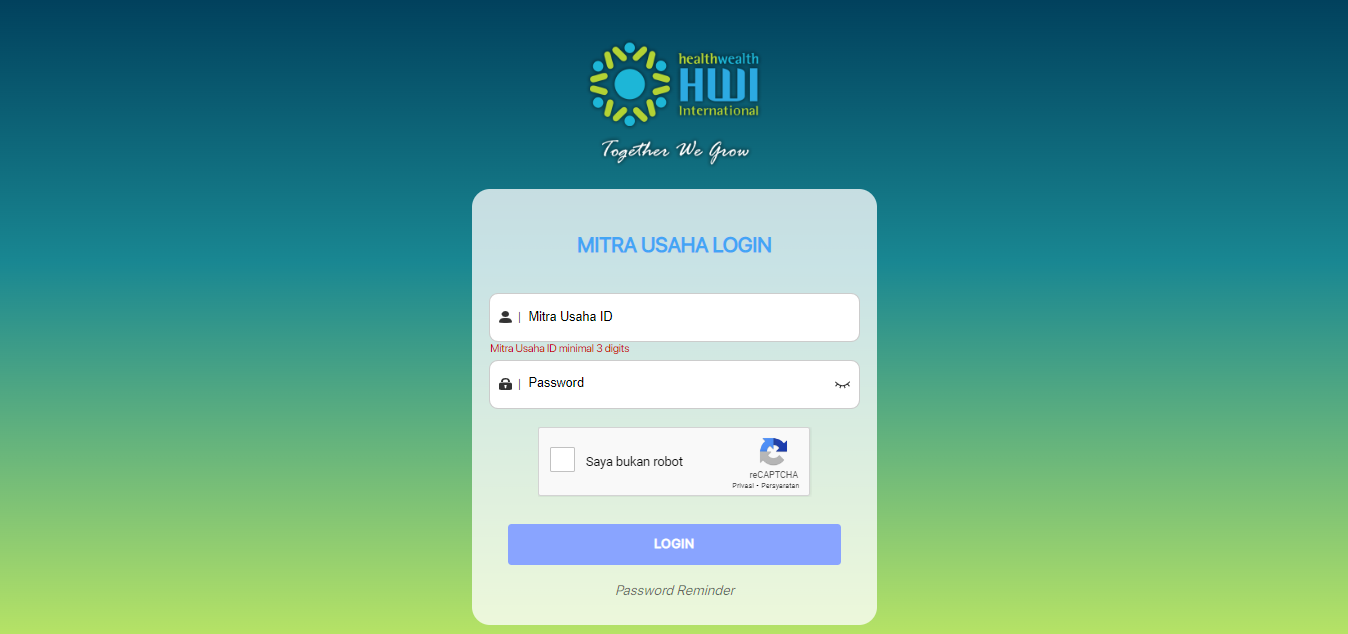 healthwealth
HWI
International
Together We Grow
MITRA USAHA LOGIN
| Mitra Usaha ID
Mitra Usaha ID minimal 3 digits
| Password
Saya bukan robot
reCAPTCHA
Privasi - Persyaratan
LOGIN
Password Reminder